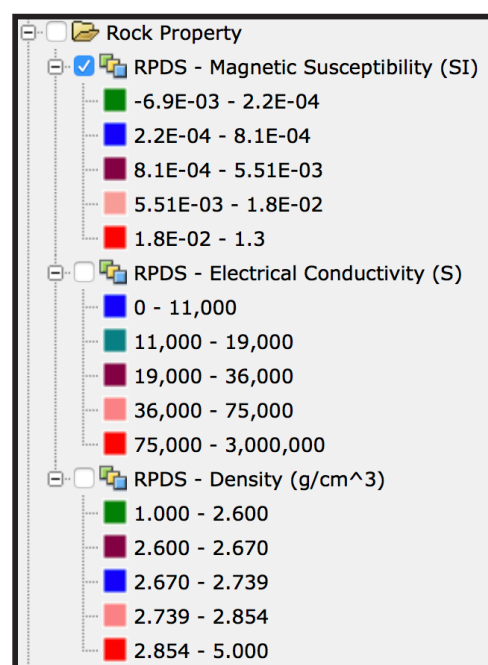 Rock Property
RPDS - Magnetic Susceptibility (SI)
-6.9E-03 - 2.2E-04
2.2E-04 - 8.1E-04
8.1E-04 - 5.51E-03
5.51E-03 - 1.8E-02
1.8E-02 - 1.3
RPDS - Electrical Conductivity (S)
0 - 11,000
11,000 - 19,000
19,000 - 36,000
36,000 - 75,000
75,000 - 3,000,000
RPDS - Density (g/cm^3)
1.000 - 2.600
2.600 - 2.670
2.670 - 2.739
2.739 - 2.854
2.854 - 5.000